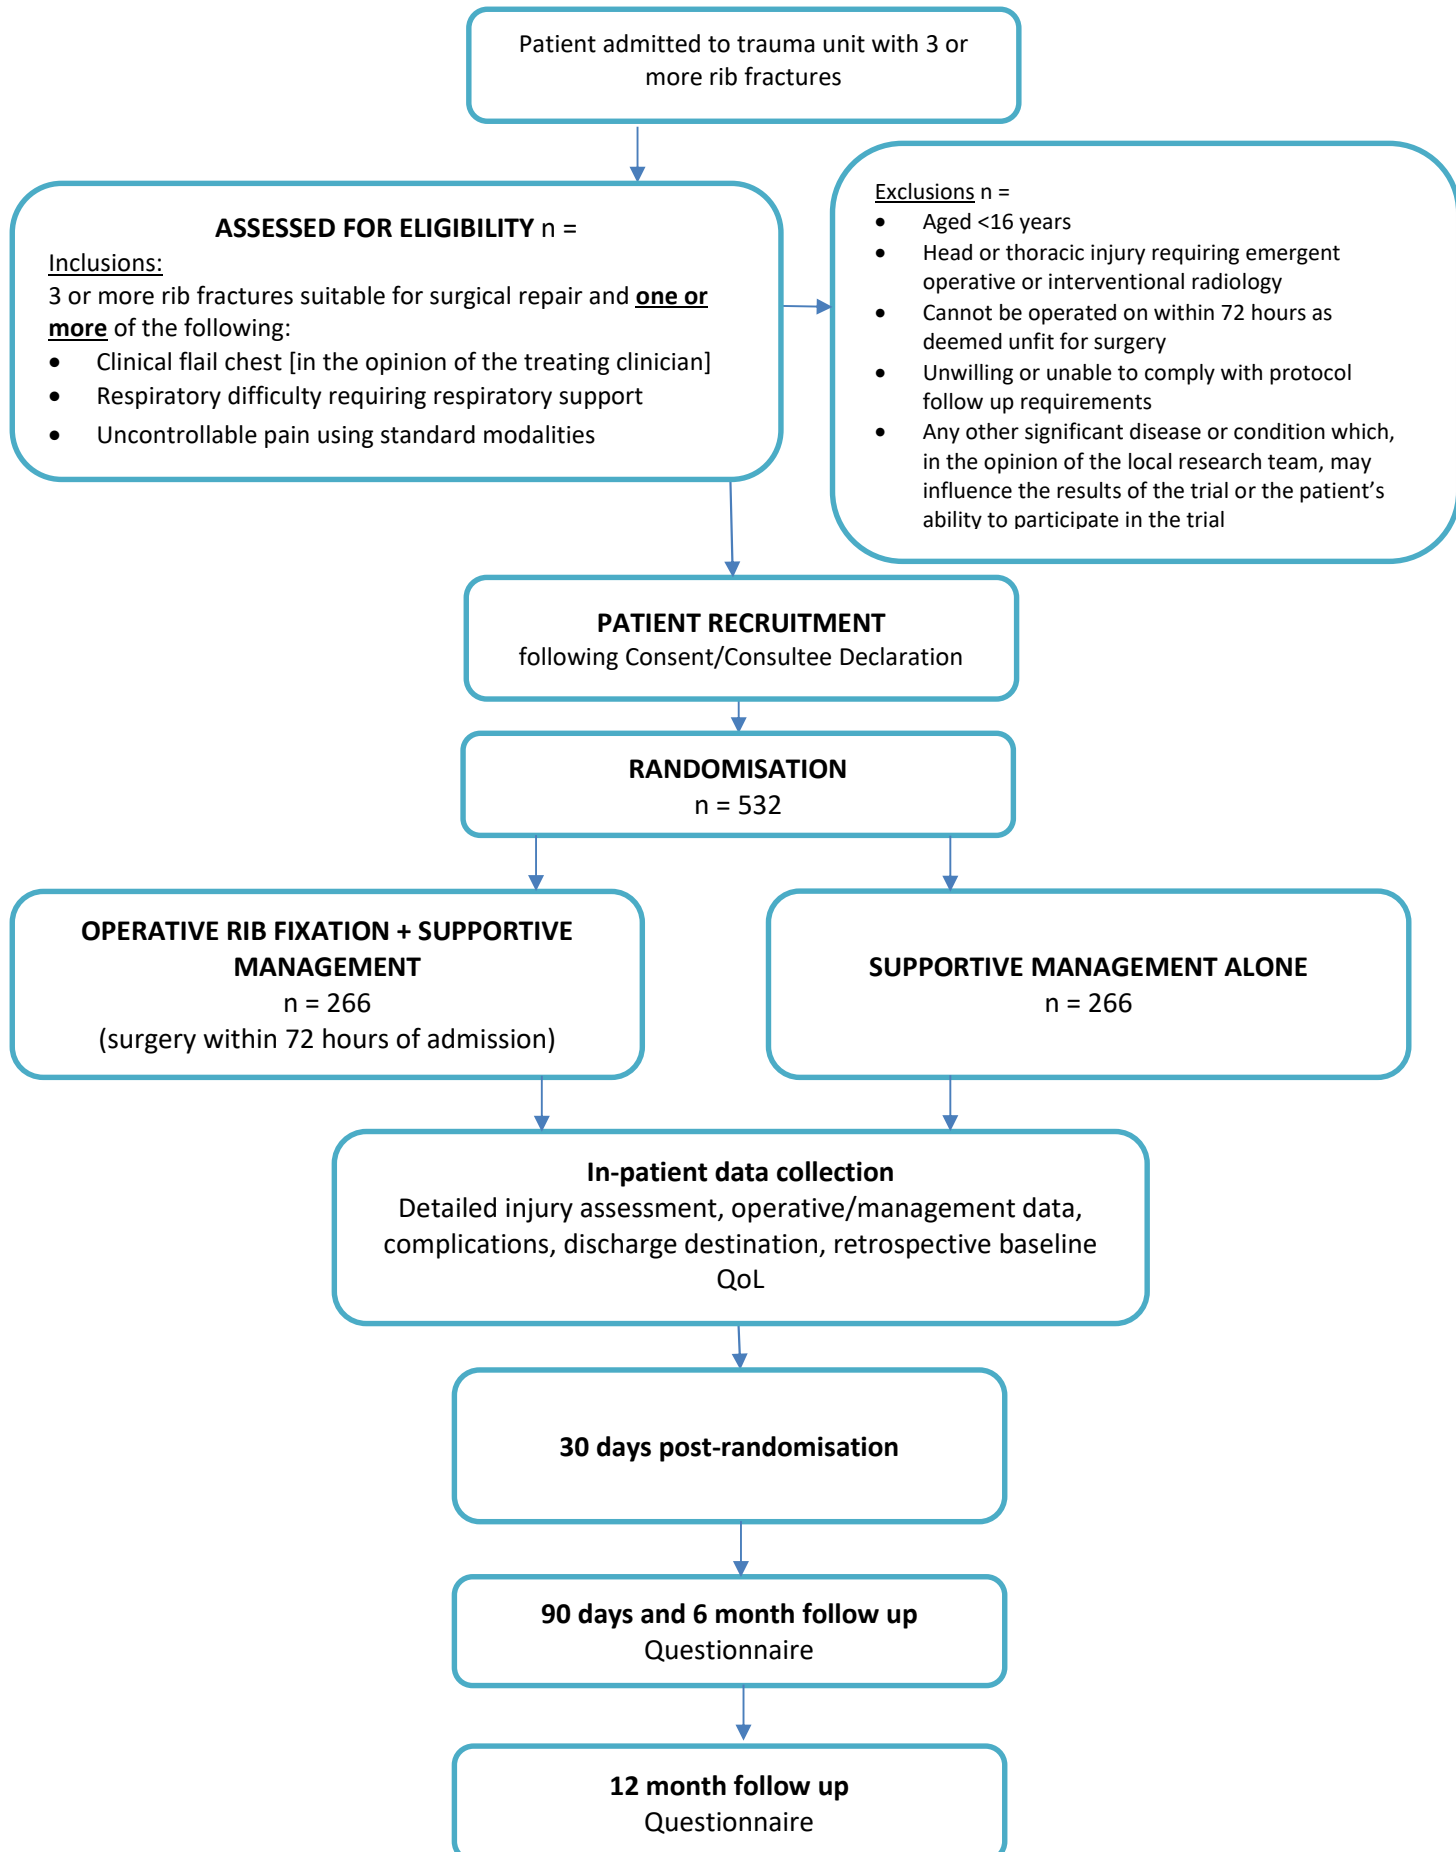 Patient admitted to trauma unit with 3 or
more rib fractures
ASSESSED FOR ELIGIBILITY n =
Inclusions:
3 or more rib fractures suitable for surgical repair and one or
more of the following:
• Clinical flail chest [in the opinion of the treating clinician]
• Respiratory difficulty requiring respiratory support
• Uncontrollable pain using standard modalities
Exclusions n =
• Aged <16 years
• Head or thoracic injury requiring emergent
operative or interventional radiology
• Cannot be operated on within 72 hours as
deemed unfit for surgery
• Unwilling or unable to comply with protocol
follow up requirements
• Any other significant disease or condition which,
in the opinion of the local research team, may
influence the results of the trial or the patient’s
ability to participate in the trial
PATIENT RECRUITMENT
following Consent/Consultee Declaration
RANDOMISATION
n = 532
OPERATIVE RIB FIXATION + SUPPORTIVE
MANAGEMENT
n = 266
(surgery within 72 hours of admission)
SUPPORTIVE MANAGEMENT ALONE
n = 266
In-patient data collection
Detailed injury assessment, operative/management data,
complications, discharge destination, retrospective baseline
QoL
30 days post-randomisation
90 days and 6 month follow up
Questionnaire
12 month follow up
Questionnaire